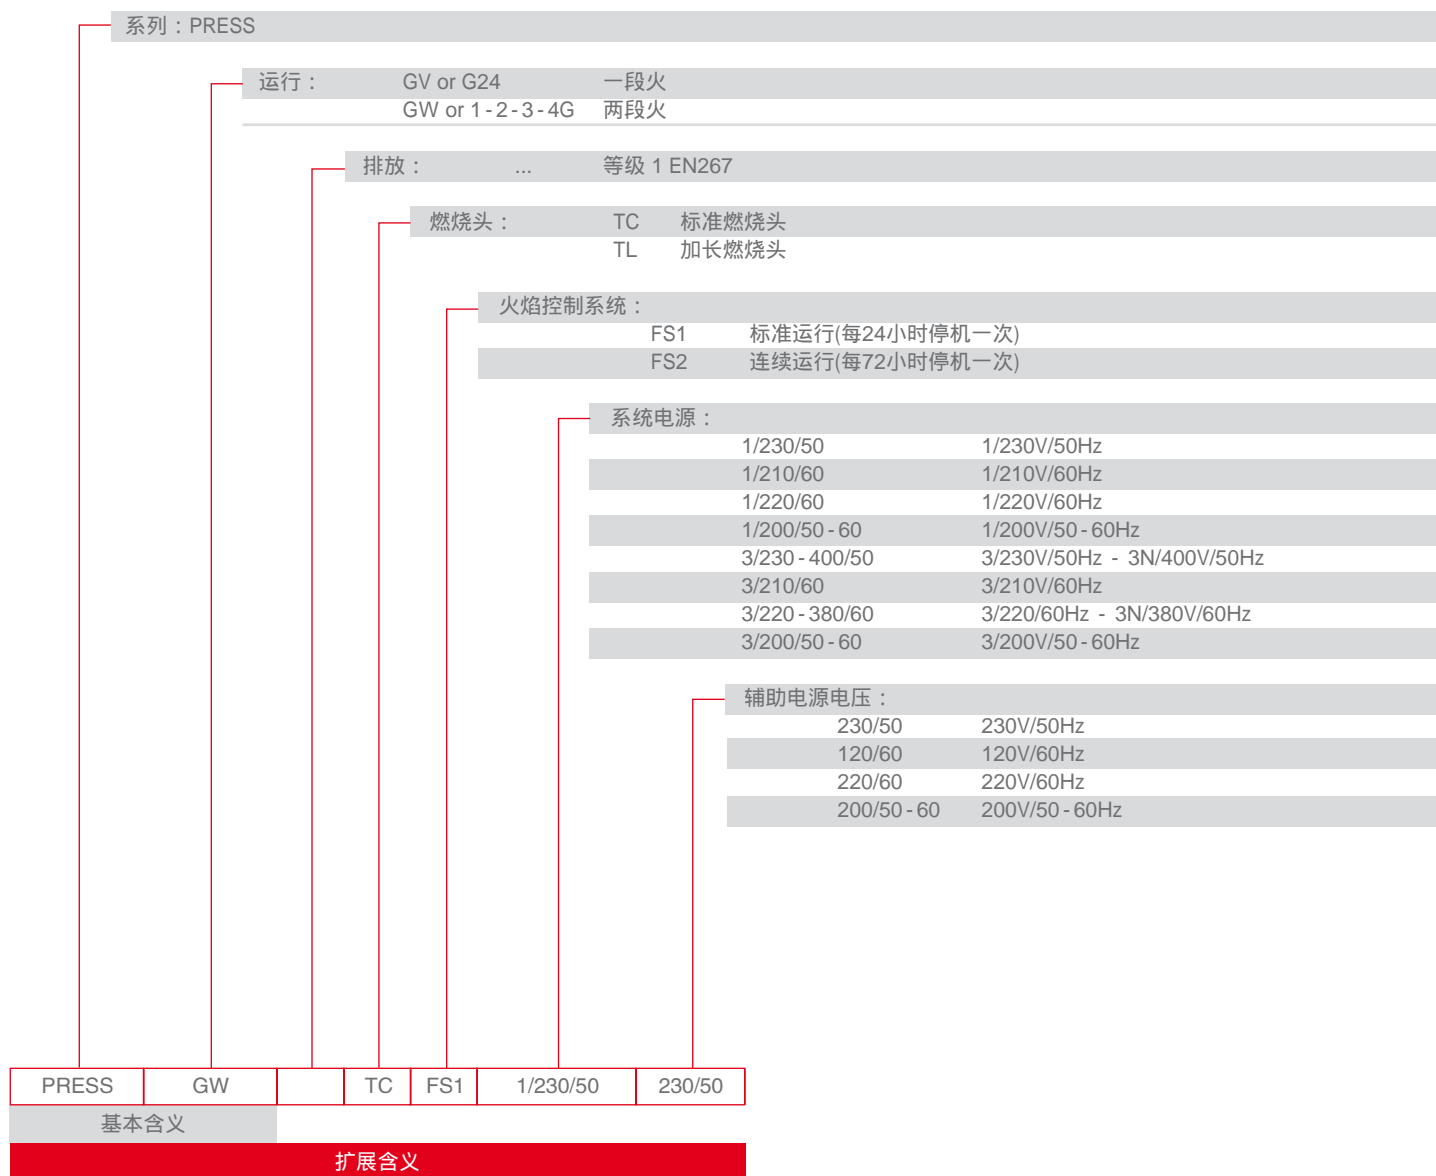 系列：PRESS
运行： GV or G24 一段火
GW or 1-2-3-4G 两段火
排放： ... 等级 1 EN267
燃烧头： TC 标准燃烧头
TL 加长燃烧头
火焰控制系统：
FS1 标准运行(每24小时停机一次)
FS2 连续运行(每72小时停机一次)
系统电源：
1/230/50 1/230V/50Hz
1/210/60 1/210V/60Hz
1/220/60 1/220V/60Hz
1/200/50-60 1/200V/50-60Hz
3/230-400/50 3/230V/50Hz - 3N/400V/50Hz
3/210/60 3/210V/60Hz
3/220-380/60 3/220/60Hz - 3N/380V/60Hz
3/200/50-60 3/200V/50-60Hz
辅助电源电压：
230/50 230V/50Hz
120/60 120V/60Hz
220/60 220V/60Hz
200/50-60 200V/50-60Hz
PRESS GW TC FS1 1/230/50 230/50
基本含义
扩展含义